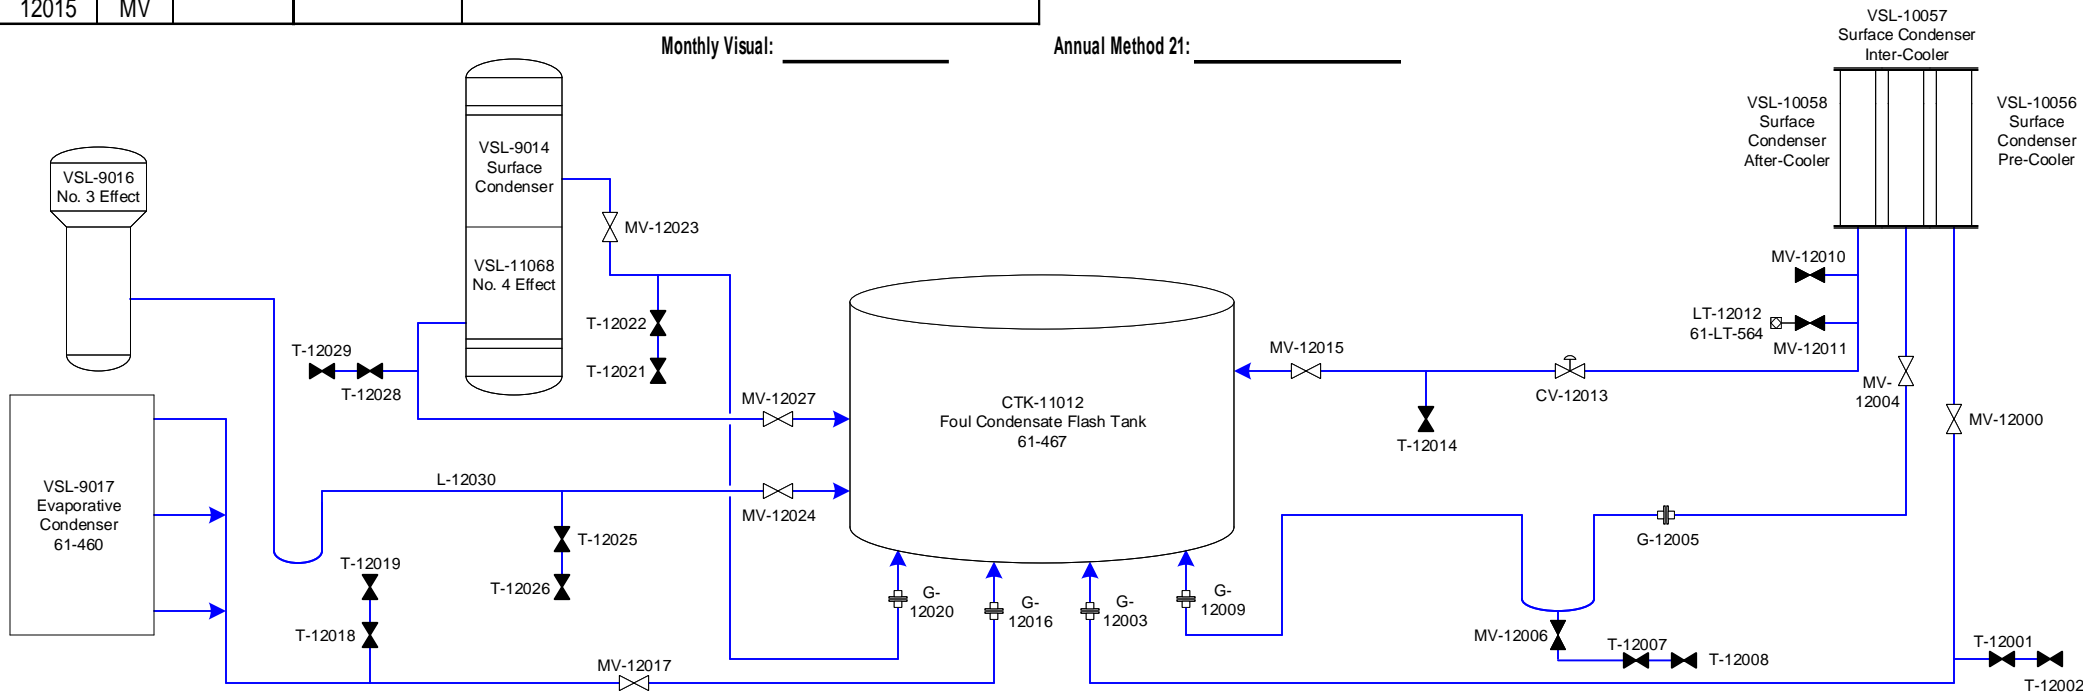 12015 MV
Monthly Visual:
Annual Method 21:
VSL-10057
Surface Condenser
Inter-Cooler
VSL-10058
Surface
Condenser
After-Cooler
VSL-10056
Surface
Condenser
Pre-Cooler
VSL-9016
No. 3 Effect
VSL-9014
Surface
Condenser
VSL-11068
No. 4 Effect
MV-12023
T-12022
T-12021
T-12029
T-12028
MV-12027
MV-12010
LT-12012
61-LT-564
MV-12011
MV-12015
CV-12013
T-12014
MV-
12004
MV-12000
CTK-11012
Foul Condensate Flash Tank
61-467
VSL-9017
Evaporative
Condenser
61-460
L-12030
MV-12024
T-12025
T-12026
T-12019
T-12018
MV-12017
G-
12020
G-
12016
G-
12003
G-
12009
G-12005
MV-12006
T-12007
T-12008
T-12001
T-12002